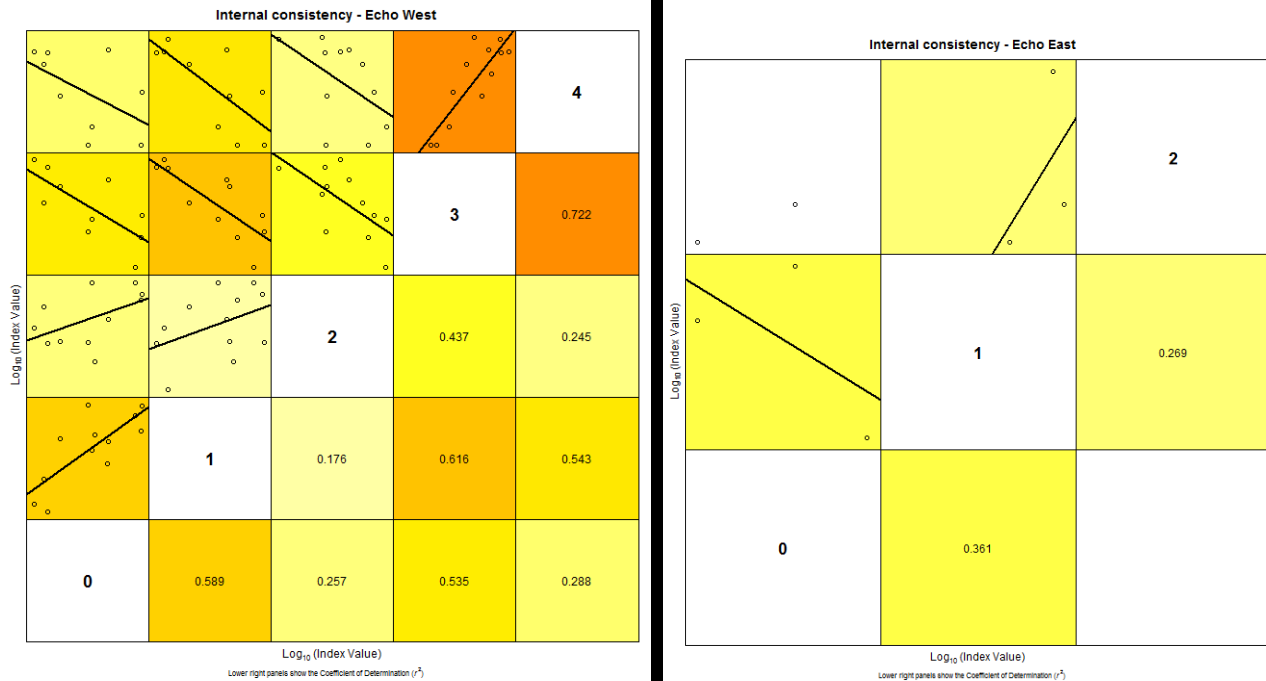 Internal consistency - Echo West
4
3
0.722
2
0.437
0.245
1
0.176
0.616
0.543
0
0.589
0.257
0.535
0.288
Log₁₀ (Index Value)
Log₁₀ (Index Value)
Lower right panels show the Coefficient of Determination (r²)
Internal consistency - Echo East
2
1
0.269
0
0.361
Log₁₀ (Index Value)
Log₁₀ (Index Value)
Lower right panels show the Coefficient of Determination (r²)